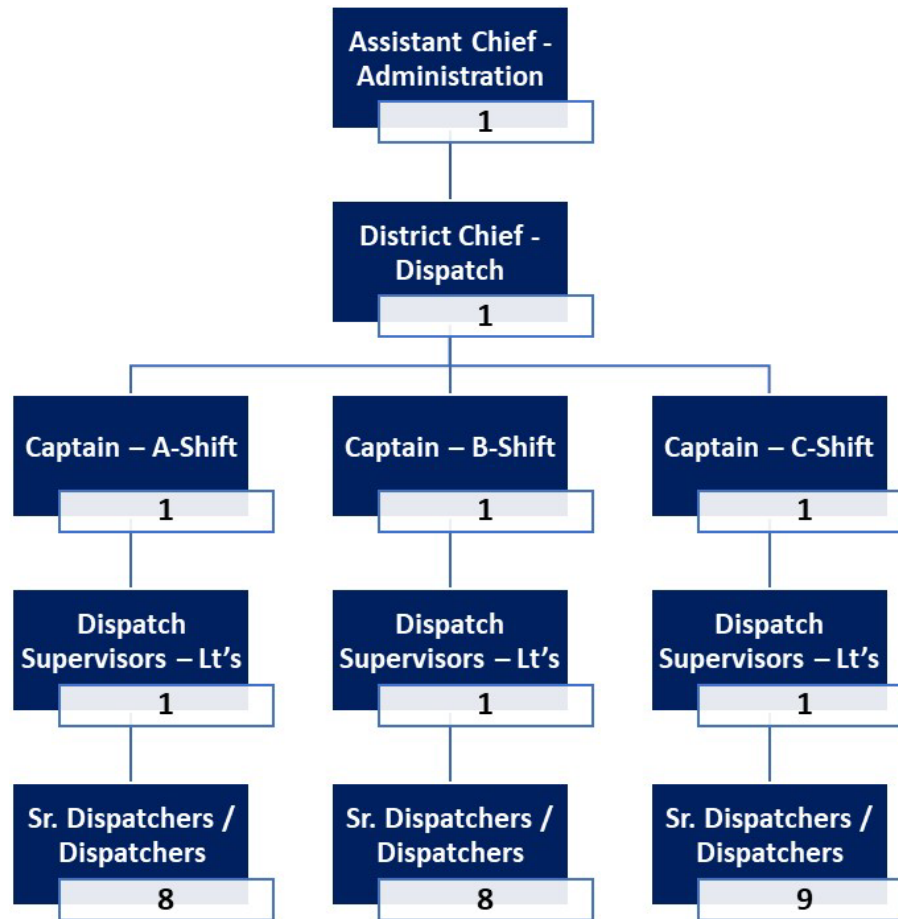 Assistant Chief -
Administration
1
District Chief -
Dispatch
1
Captain – A-Shift
1
Captain – B-Shift
1
Captain – C-Shift
1
Dispatch
Supervisors – Lt’s
1
Dispatch
Supervisors – Lt’s
1
Dispatch
Supervisors – Lt’s
1
Sr. Dispatchers /
Dispatchers
8
Sr. Dispatchers /
Dispatchers
8
Sr. Dispatchers /
Dispatchers
9